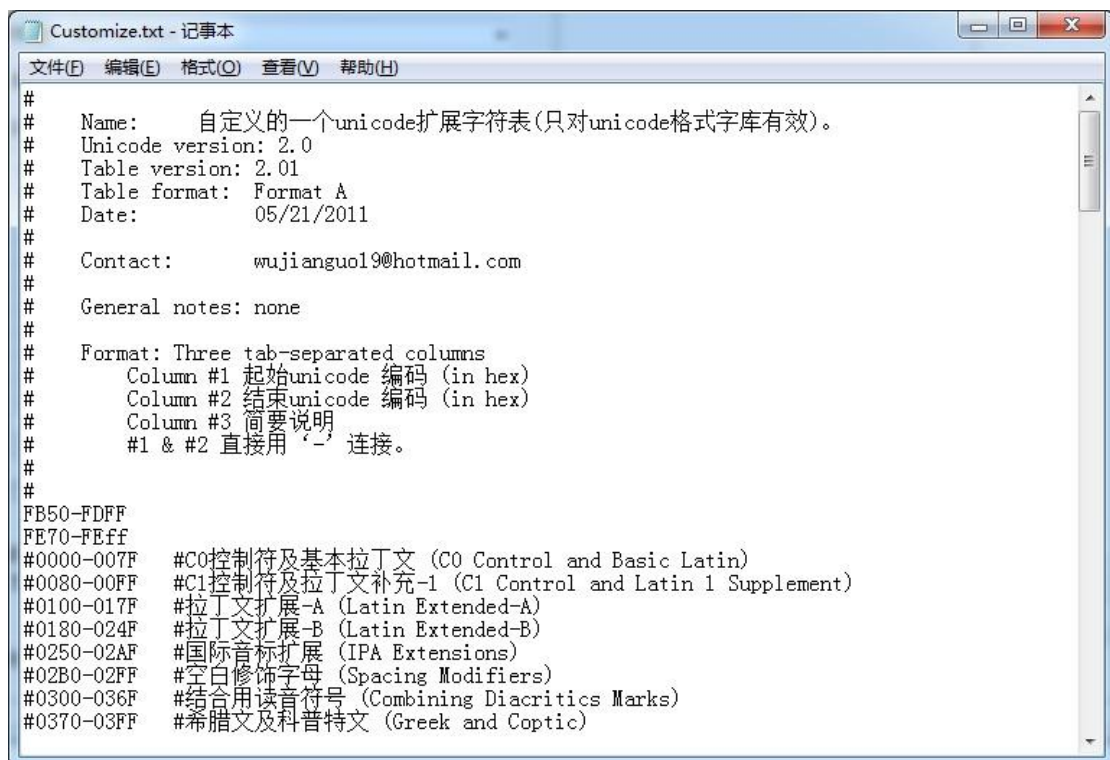 Customize.txt - 记事本
文件(F) 编辑(E) 格式(O) 查看(V) 帮助(H)
#
# Name: 自定义的一个unicode扩展字符表(只对unicode格式字库有效)。
# Unicode version: 2.0
# Table version: 2.01
# Table format: Format A
# Date: 05/21/2011
#
# Contact: wujianguo19@hotmail.com
#
# General notes: none
#
# Format: Three tab-separated columns
# Column #1 起始unicode 编码 (in hex)
# Column #2 结束unicode 编码 (in hex)
# Column #3 简要说明
# #1 & #2 直接用‘-’连接。
#
#
FB50-FDFF
FE70-FEff
#0000-007F #C0控制符及基本拉丁文 (C0 Control and Basic Latin)
#0080-00FF #C1控制符及拉丁文补充-1 (C1 Control and Latin 1 Supplement)
#0100-017F #拉丁文扩展-A (Latin Extended-A)
#0180-024F #拉丁文扩展-B (Latin Extended-B)
#0250-02AF #国际音标扩展 (IPA Extensions)
#02B0-02FF #空白修饰字母 (Spacing Modifiers)
#0300-036F #结合用读音符号 (Combining Diacritics Marks)
#0370-03FF #希腊文及科普特文 (Greek and Coptic)